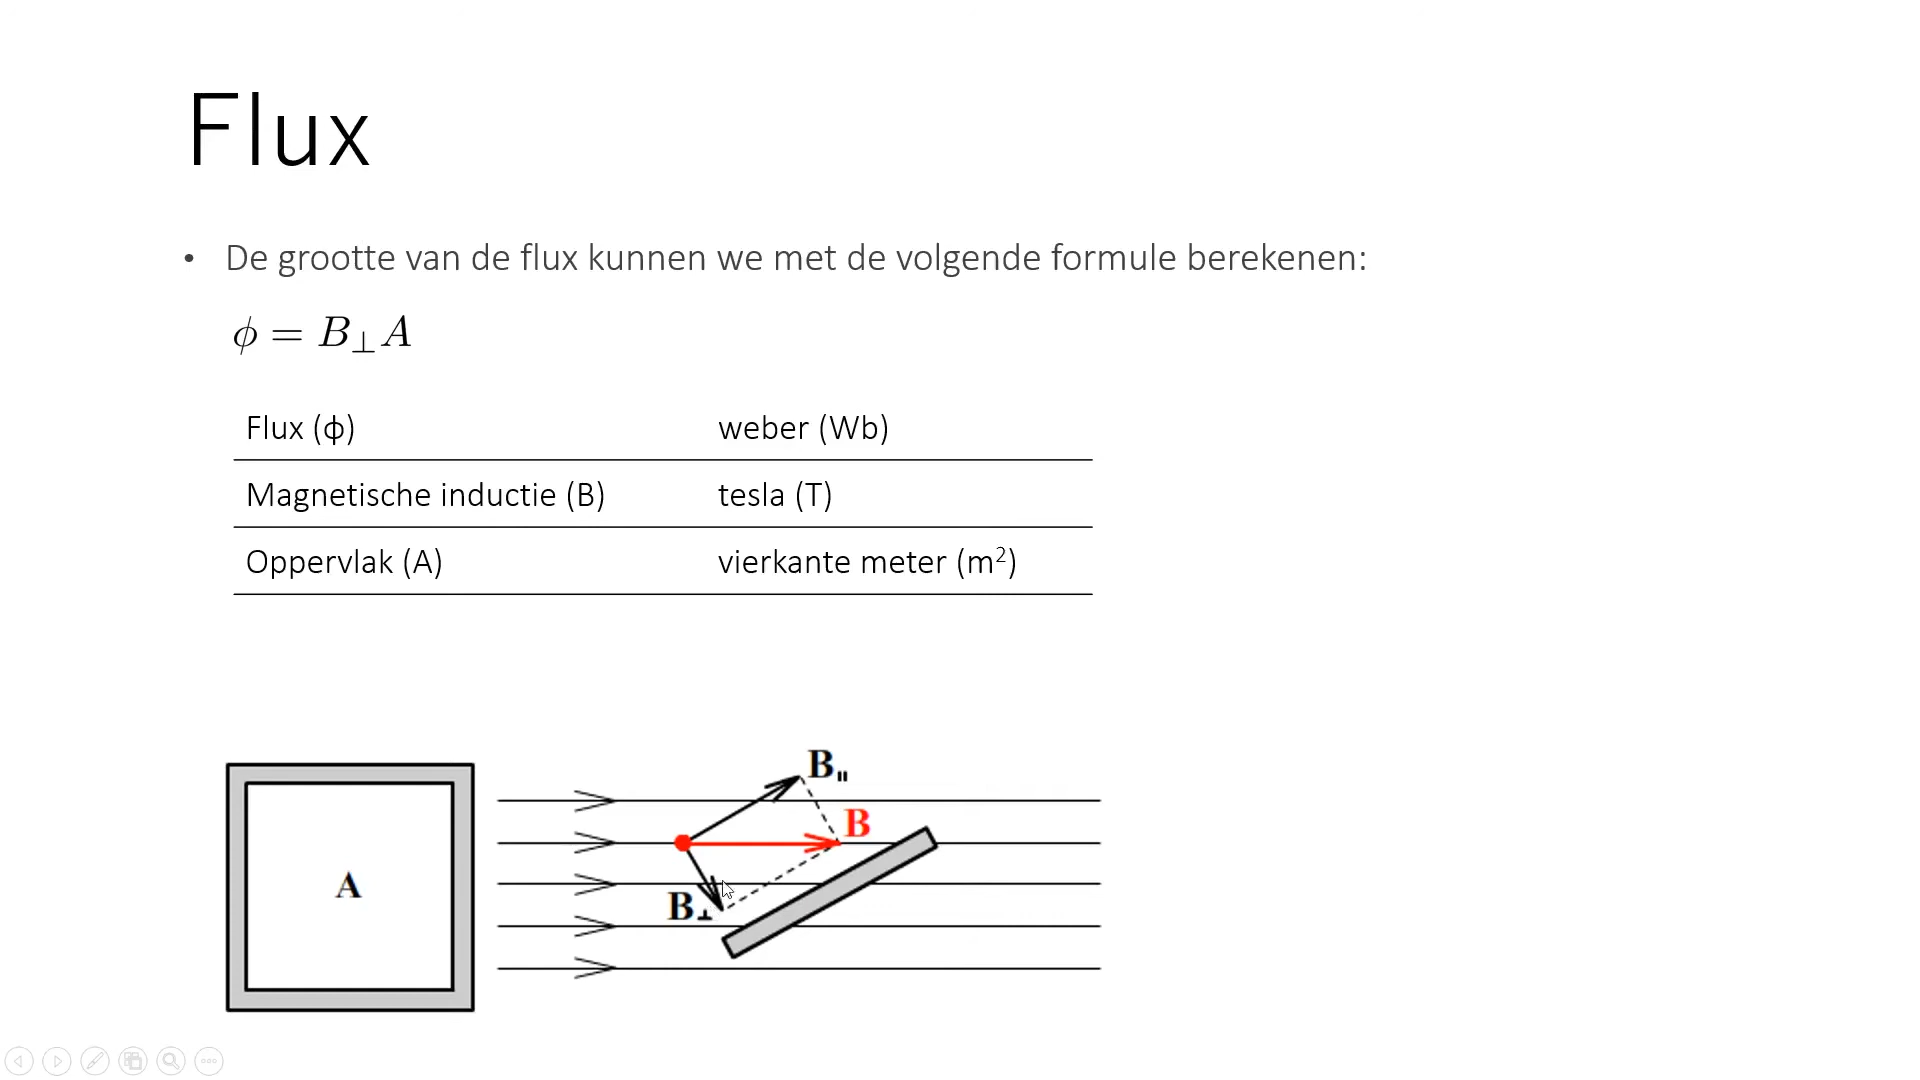 Flux
• De grootte van de flux kunnen we met de volgende formule berekenen:
ϕ = B⊥A
Flux (ϕ) weber (Wb)
Magnetische inductie (B) tesla (T)
Oppervlak (A) vierkante meter (m²)
B॥
B
A
B⊥